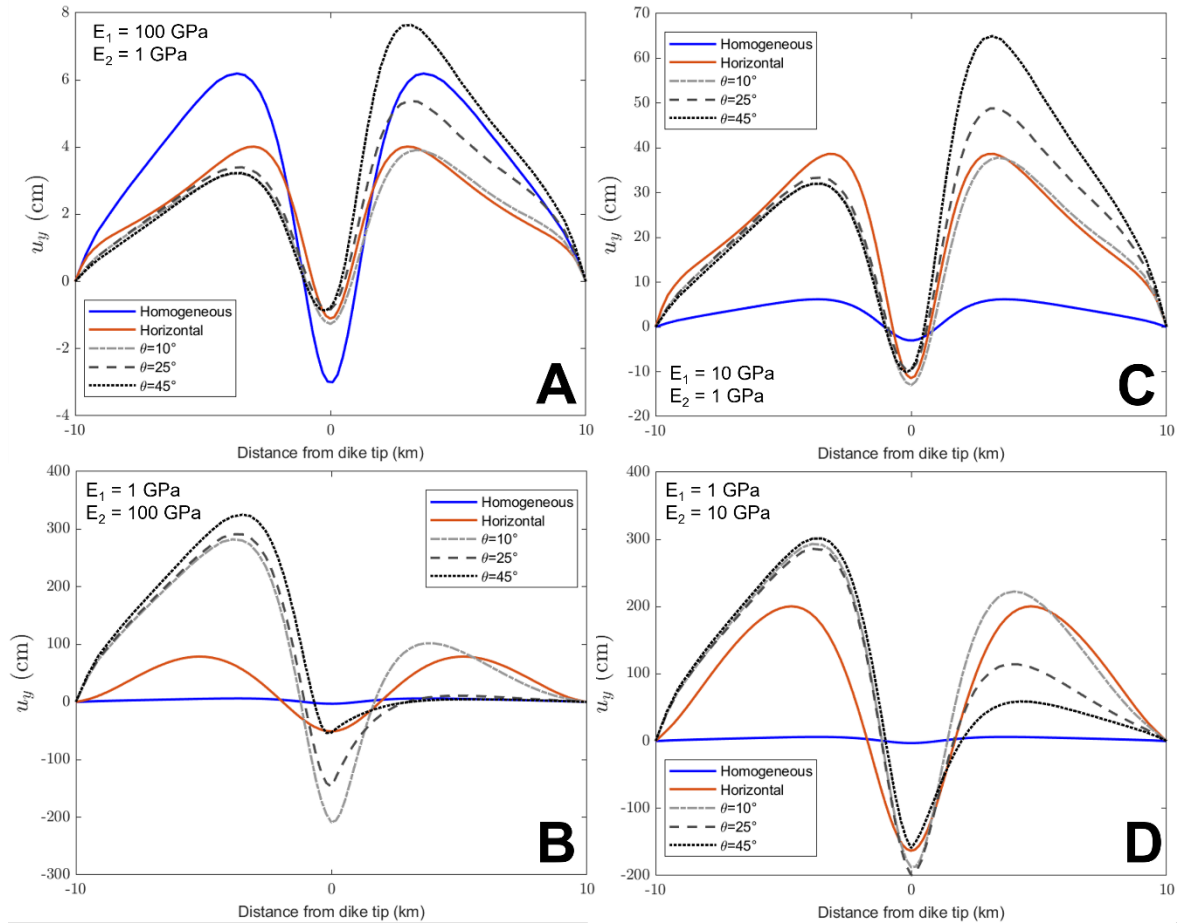 E₁ = 100 GPa
E₂ = 1 GPa
8
6
4
2
0
-2
-4
u_y (cm)
Homogeneous
Horizontal
θ=10°
θ=25°
θ=45°
A
-10
0
10
Distance from dike tip (km)
70
60
50
40
30
20
10
0
-10
-20
u_y (cm)
Homogeneous
Horizontal
θ=10°
θ=25°
θ=45°
E₁ = 10 GPa
E₂ = 1 GPa
C
-10
0
10
Distance from dike tip (km)
400
300
200
100
0
-100
-200
-300
u_y (cm)
E₁ = 1 GPa
E₂ = 100 GPa
Homogeneous
Horizontal
θ=10°
θ=25°
θ=45°
B
-10
0
10
Distance from dike tip (km)
400
300
200
100
0
-100
-200
u_y (cm)
E₁ = 1 GPa
E₂ = 10 GPa
Homogeneous
Horizontal
θ=10°
θ=25°
θ=45°
D
-10
0
10
Distance from dike tip (km)